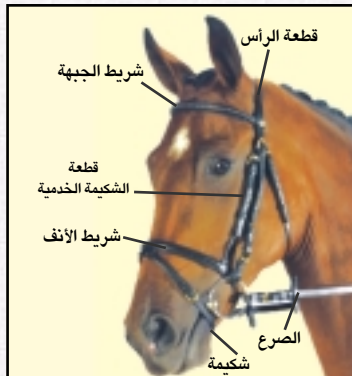 قطعة الرأس
شريط الجبهة
قطعة
الشكيمة الخدمية
شريط الأنف
الصرع
شكيمة